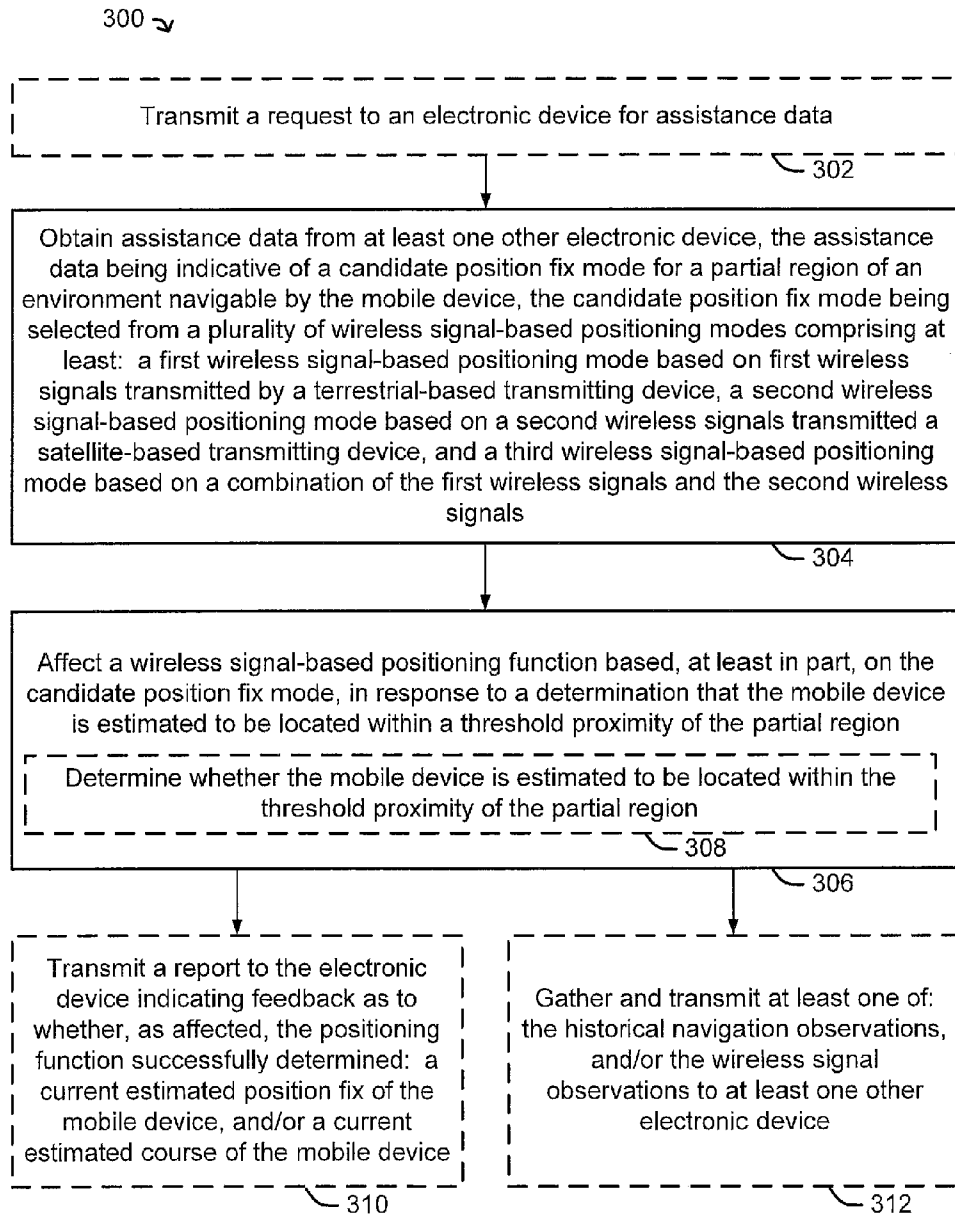 300
Transmit a request to an electronic device for assistance data
302
Obtain assistance data from at least one other electronic device, the assistance
data being indicative of a candidate position fix mode for a partial region of an
environment navigable by the mobile device, the candidate position fix mode being
selected from a plurality of wireless signal-based positioning modes comprising at
least: a first wireless signal-based positioning mode based on first wireless
signals transmitted by a terrestrial-based transmitting device, a second wireless
signal-based positioning mode based on a second wireless signals transmitted a
satellite-based transmitting device, and a third wireless signal-based positioning
mode based on a combination of the first wireless signals and the second wireless
signals
304
Affect a wireless signal-based positioning function based, at least in part, on the
candidate position fix mode, in response to a determination that the mobile device
is estimated to be located within a threshold proximity of the partial region
Determine whether the mobile device is estimated to be located within the
threshold proximity of the partial region
308
306
Transmit a report to the electronic
device indicating feedback as to
whether, as affected, the positioning
function successfully determined: a
current estimated position fix of the
mobile device, and/or a current
estimated course of the mobile device
310
Gather and transmit at least one of:
the historical navigation observations,
and/or the wireless signal
observations to at least one other
electronic device
312